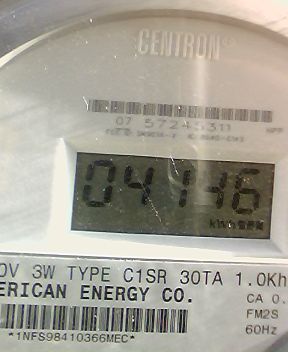 CENTRON®
07 57245311
04146
kWh
0V 3W TYPE C1SR 30TA 1.0Kh
ERICAN ENERGY CO.
CA 0.
FM2S
60Hz
*1NFS98410366MEC*